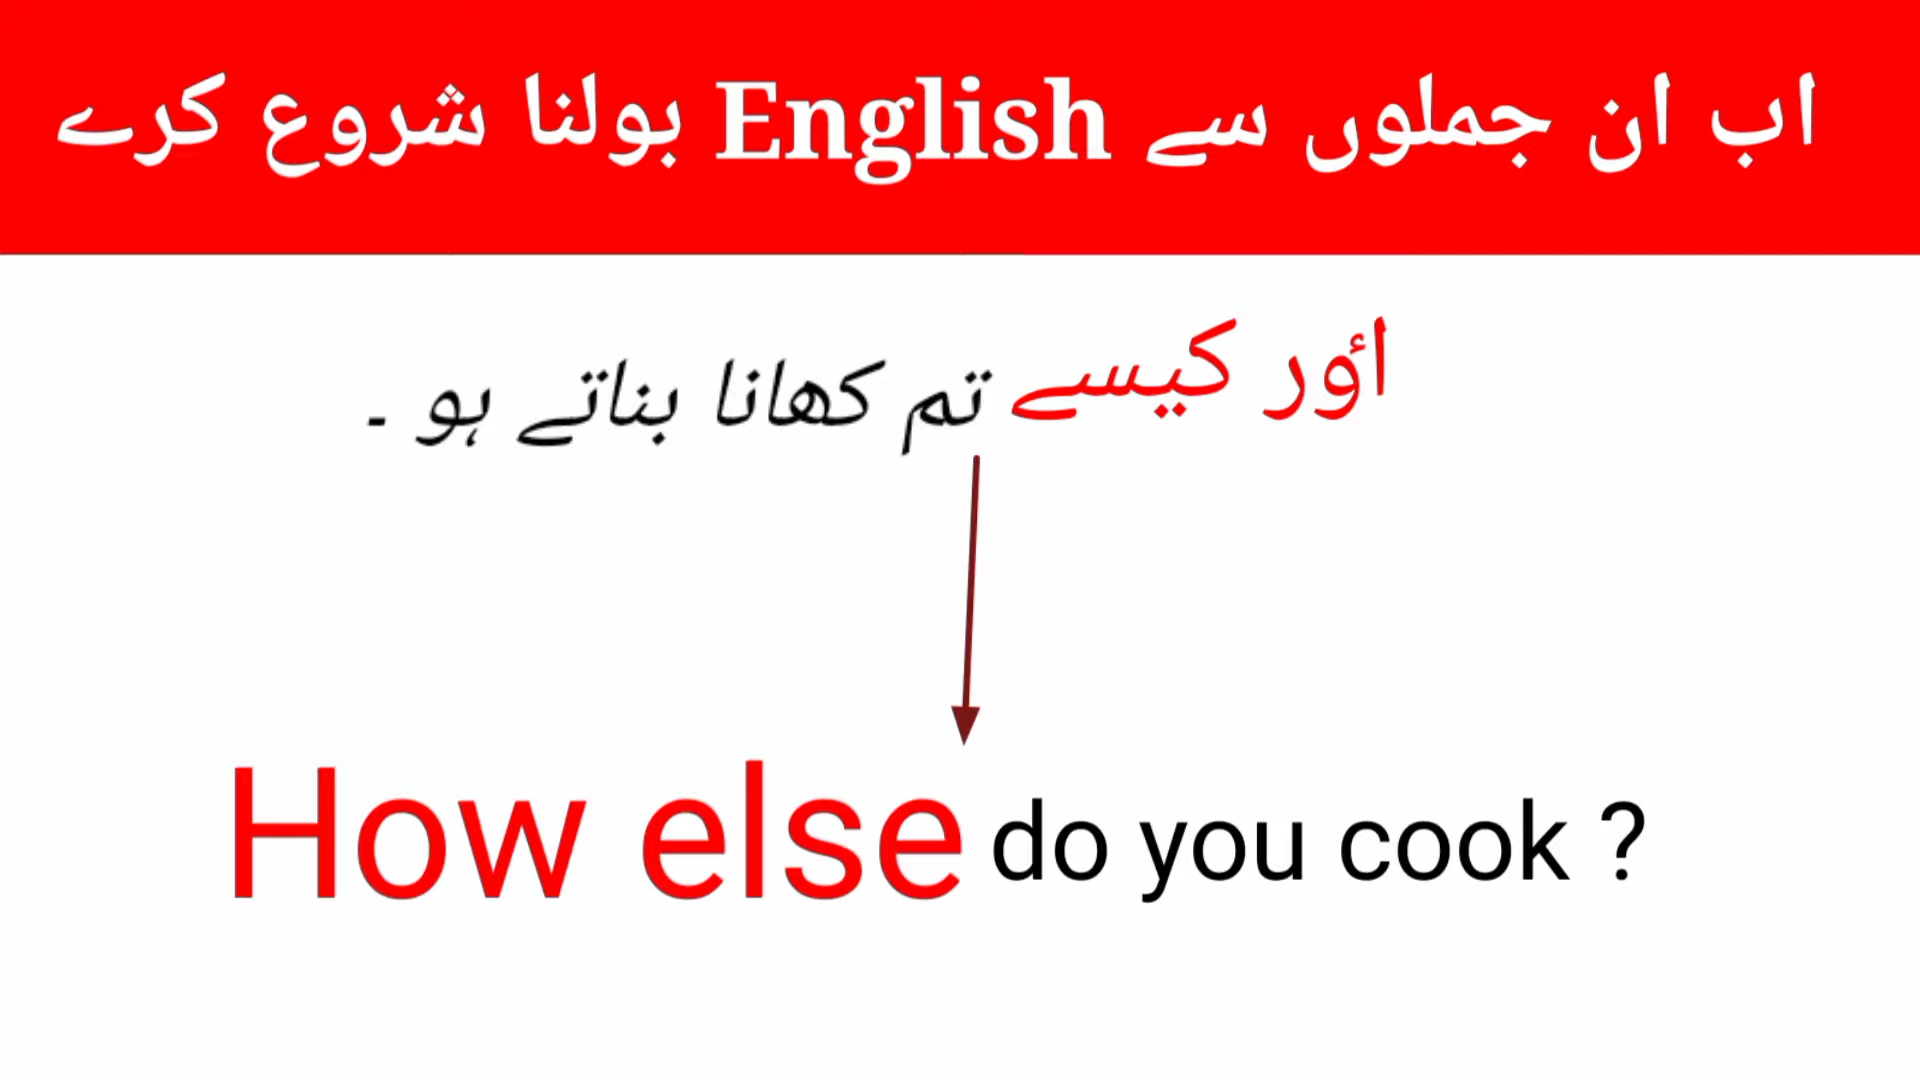 اب ان جملوں سے English بولنا شروع کرے
اؤر کیسے تم کھانا بناتے ہو ۔
How else do you cook ?